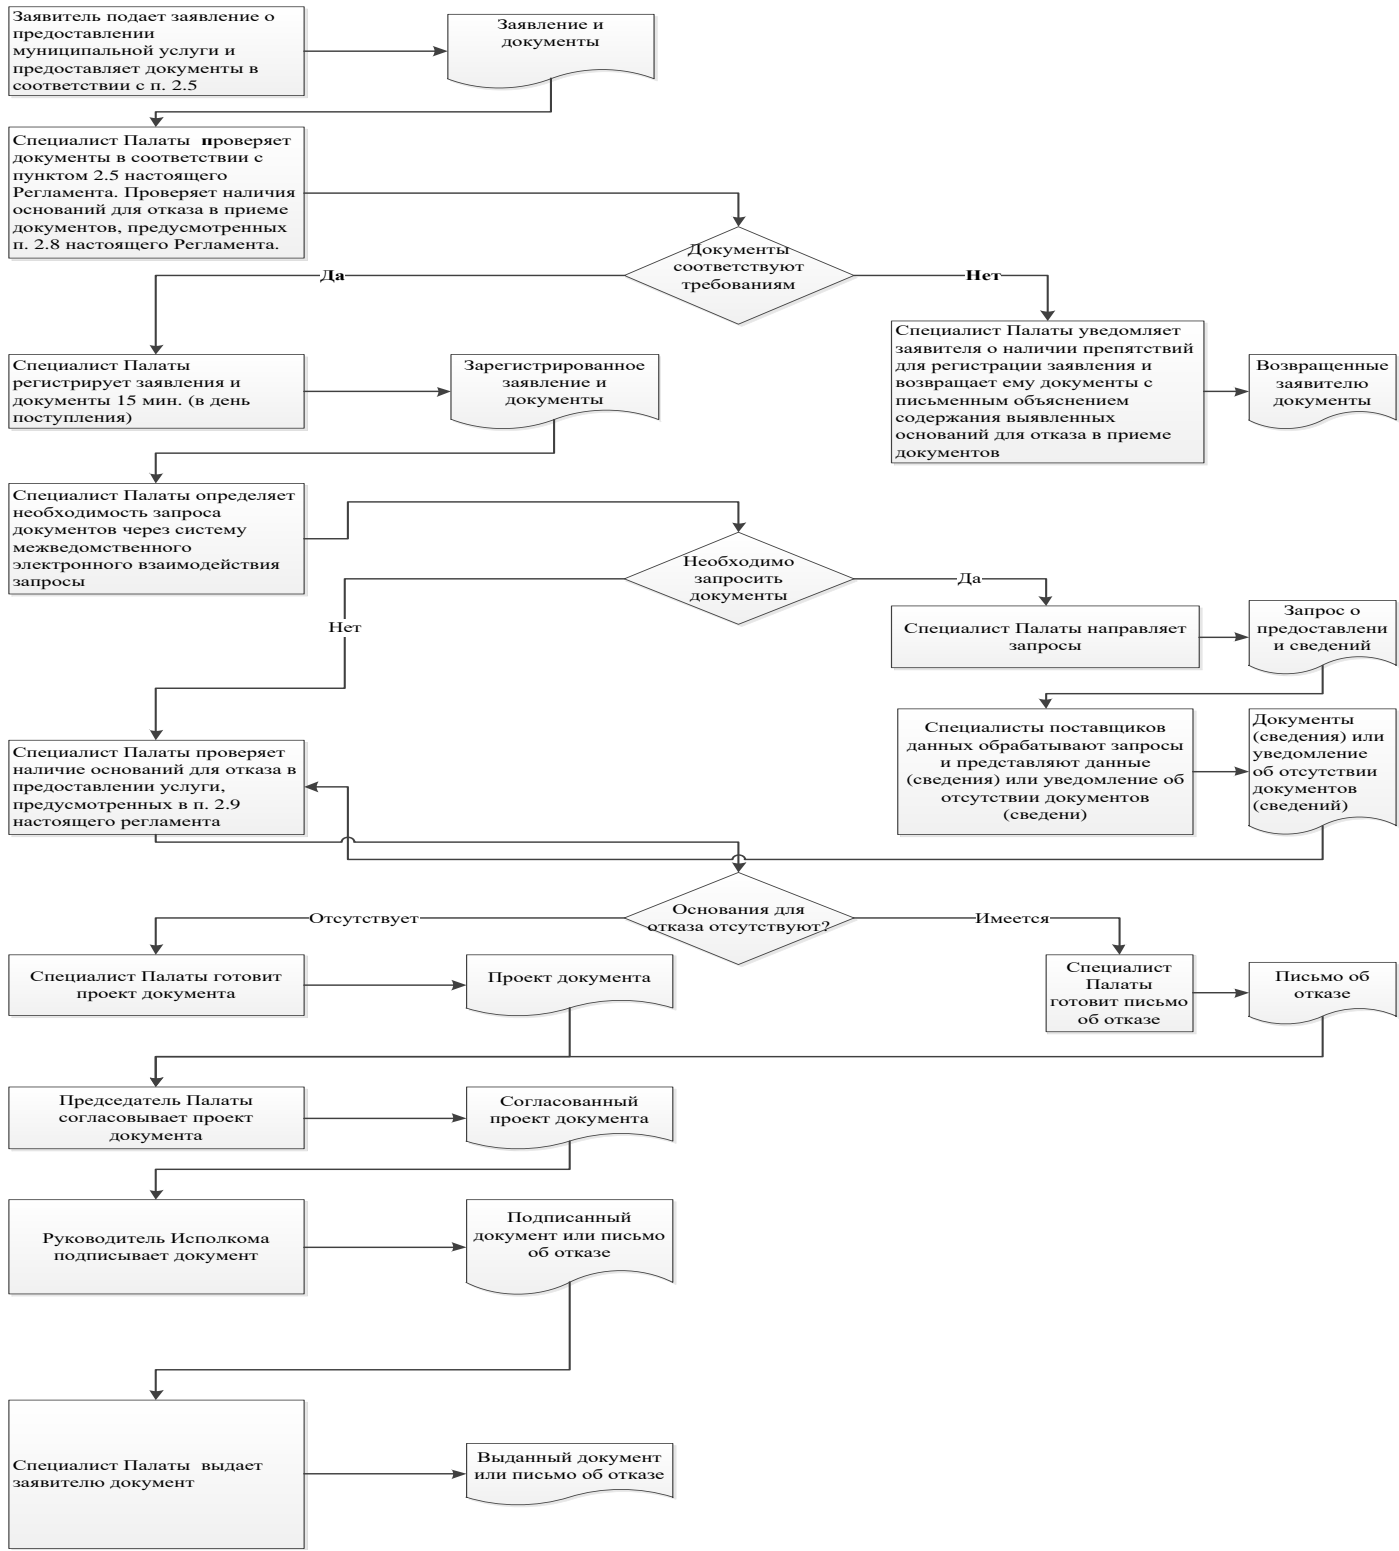 Заявитель подает заявление о
предоставлении
муниципальной услуги и
предоставляет документы в
соответствии с п. 2.5
Заявление и
документы
Специалист Палаты  проверяет
документы в соответствии с
пунктом 2.5 настоящего
Регламента. Проверяет наличия
оснований для отказа в приеме
документов, предусмотренных
п. 2.8 настоящего Регламента.
Документы
соответствуют
требованиям
Да
Нет
Специалист Палаты
регистрирует заявления и
документы 15 мин. (в день
поступления)
Зарегистрированное
заявление и
документы
Специалист Палаты уведомляет
заявителя о наличии препятствий
для регистрации заявления и
возвращает ему документы с
письменным объяснением
содержания выявленных
оснований для отказа в приеме
документов
Возвращенные
заявителю
документы
Специалист Палаты определяет
необходимость запроса
документов через систему
межведомственного
электронного взаимодействия
запросы
Необходимо
запросить
документы
Да
Нет
Специалист Палаты направляет
запросы
Запрос о
предоставлени
и сведений
Специалисты поставщиков
данных обрабатывают запросы
и представляют данные
(сведения) или уведомление об
отсутствии документов
(сведени)
Документы
(сведения) или
уведомление
об отсутствии
документов
(сведений)
Специалист Палаты проверяет
наличие оснований для отказа в
предоставлении услуги,
предусмотренных в п. 2.9
настоящего регламента
Основания для
отказа отсутствуют?
Отсутствует
Имеется
Специалист Палаты готовит
проект документа
Проект документа
Специалист
Палаты
готовит письмо
об отказе
Письмо об
отказе
Председатель Палаты
согласовывает проект
документа
Согласованный
проект документа
Руководитель Исполкома
подписывает документ
Подписанный
документ или письмо
об отказе
Специалист Палаты  выдает
заявителю документ
Выданный документ
или письмо об отказе